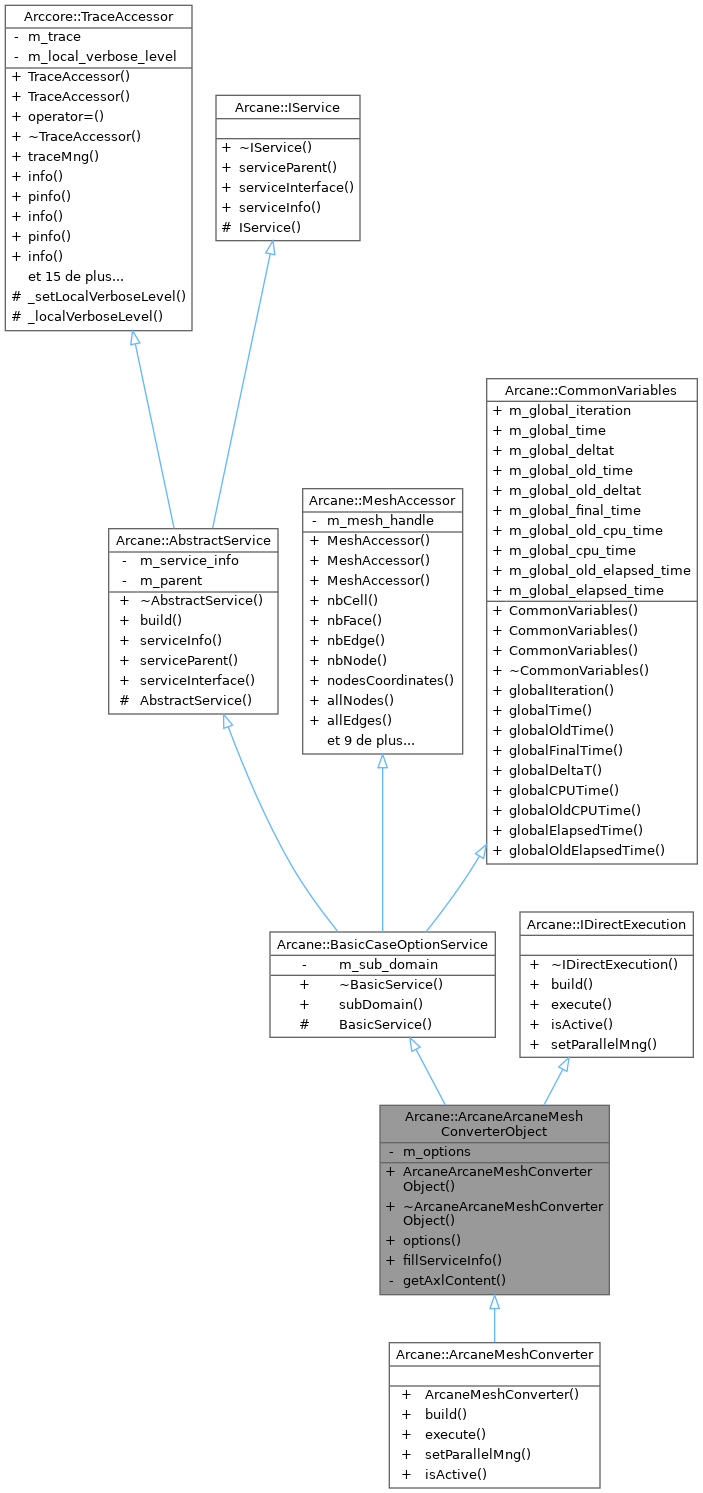 Arccore::TraceAccessor
- m_trace
- m_local_verbose_level
+ TraceAccessor()
+ TraceAccessor()
+ operator=()
+ ~TraceAccessor()
+ traceMng()
+ info()
+ pinfo()
+ info()
+ pinfo()
+ info()
et 15 de plus...
# _setLocalVerboseLevel()
# _localVerboseLevel()
Arcane::IService
+ ~IService()
+ serviceParent()
+ serviceInterface()
+ serviceInfo()
# IService()
Arcane::CommonVariables
+ m_global_iteration
+ m_global_time
+ m_global_deltat
+ m_global_old_time
+ m_global_old_deltat
+ m_global_final_time
+ m_global_old_cpu_time
+ m_global_cpu_time
+ m_global_old_elapsed_time
+ m_global_elapsed_time
+ CommonVariables()
+ CommonVariables()
+ CommonVariables()
+ ~CommonVariables()
+ globalIteration()
+ globalTime()
+ globalOldTime()
+ globalFinalTime()
+ globalDeltaT()
+ globalCPUTime()
+ globalOldCPUTime()
+ globalElapsedTime()
+ globalOldElapsedTime()
Arcane::MeshAccessor
- m_mesh_handle
+ MeshAccessor()
+ MeshAccessor()
+ MeshAccessor()
+ nbCell()
+ nbFace()
+ nbEdge()
+ nbNode()
+ nodesCoordinates()
+ allNodes()
+ allEdges()
et 9 de plus...
Arcane::AbstractService
- m_service_info
- m_parent
+ ~AbstractService()
+ build()
+ serviceInfo()
+ serviceParent()
+ serviceInterface()
# AbstractService()
Arcane::BasicCaseOptionService
- m_sub_domain
+ ~BasicService()
+ subDomain()
# BasicService()
Arcane::IDirectExecution
+ ~IDirectExecution()
+ build()
+ execute()
+ isActive()
+ setParallelMng()
Arcane::ArcaneArcaneMesh
ConverterObject
- m_options
+ ArcaneArcaneMeshConverter
Object()
+ ~ArcaneArcaneMeshConverter
Object()
+ options()
+ fillServiceInfo()
- getAxlContent()
Arcane::ArcaneMeshConverter
+ ArcaneMeshConverter()
+ build()
+ execute()
+ setParallelMng()
+ isActive()